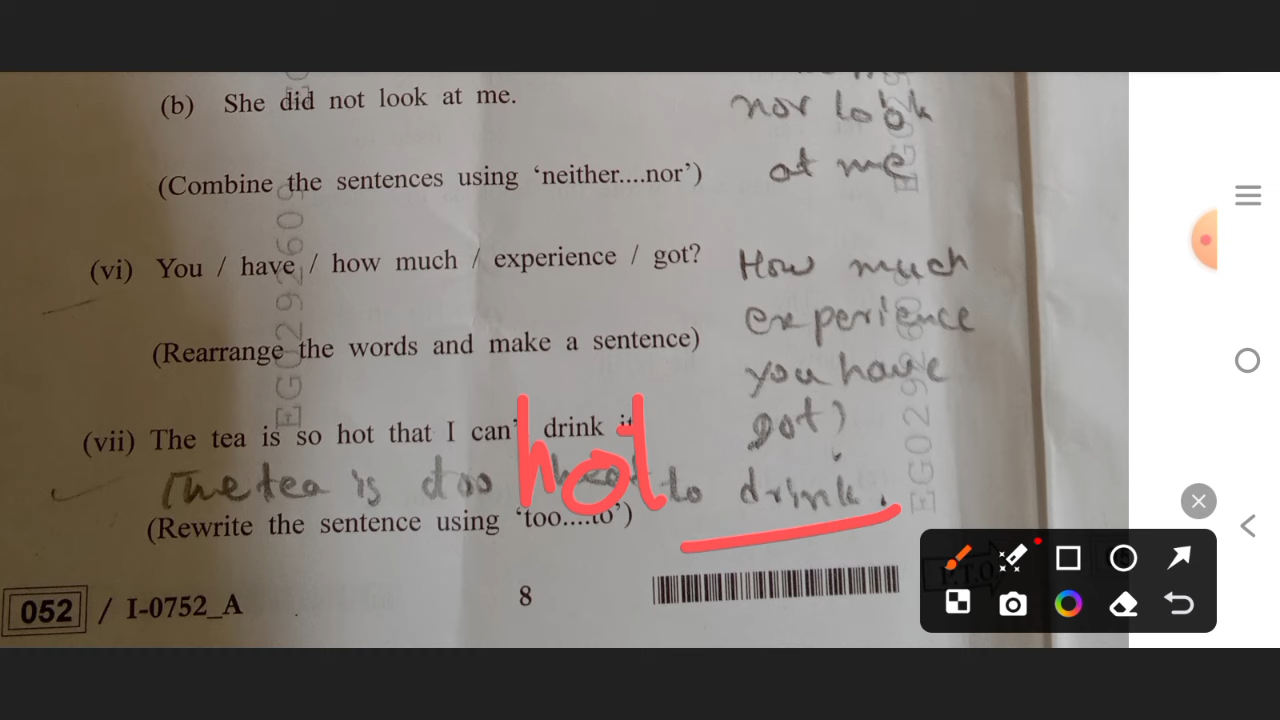 (b) She did not look at me.
nor look
(Combine the sentences using ‘neither....nor’)
at me
(vi) You / have / how much / experience / got?
How much
experience
(Rearrange the words and make a sentence)
you have
got?
(vii) The tea is so hot that I can't drink it
The tea is too hot to drink.
(Rewrite the sentence using ‘too....to’)
052 / I-0752_A
8
P.T.O.
EG0292609
EG0292609